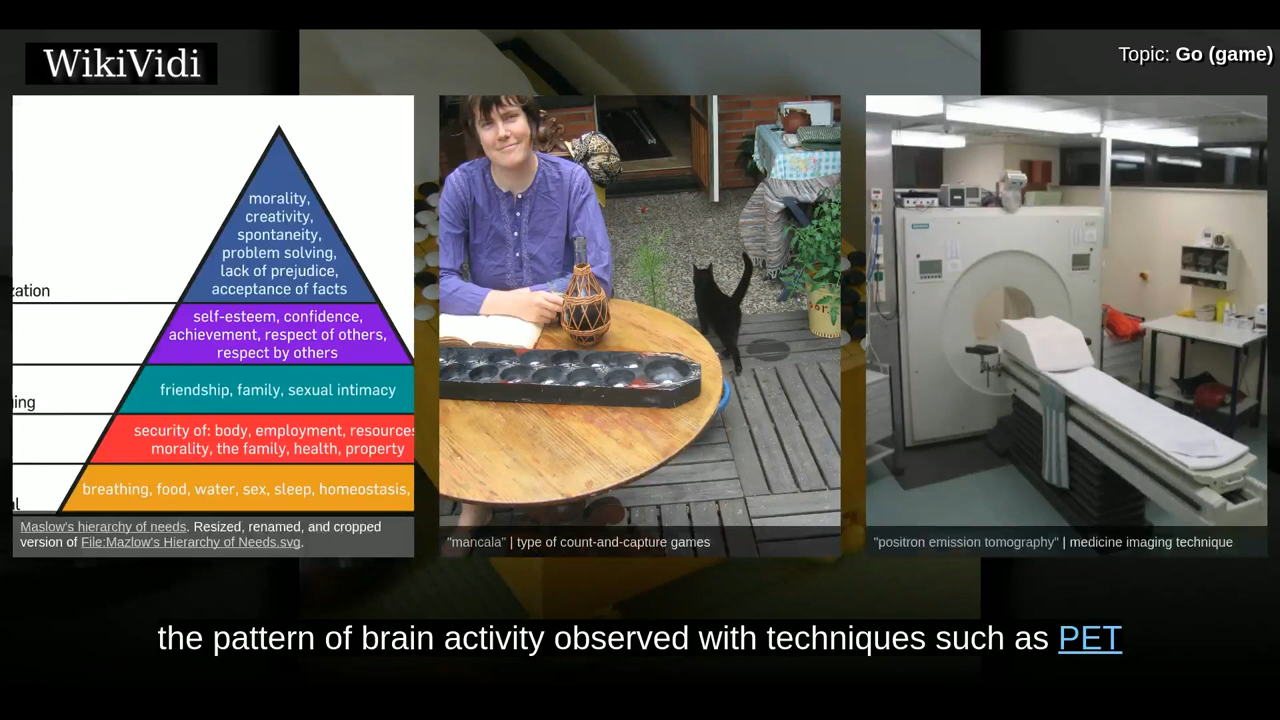 WikiVidi
Topic: Go (game)
morality,
creativity,
spontaneity,
problem solving,
lack of prejudice,
acceptance of facts
zation
self-esteem, confidence,
achievement, respect of others,
respect by others
friendship, family, sexual intimacy
ing
security of: body, employment, resources
morality, the family, health, property
breathing, food, water, sex, sleep, homeostasis,
al
Maslow's hierarchy of needs. Resized, renamed, and cropped
version of File:Mazlow's Hierarchy of Needs.svg.
"mancala" | type of count-and-capture games
SIEMENS
"positron emission tomography" | medicine imaging technique
the pattern of brain activity observed with techniques such as PET